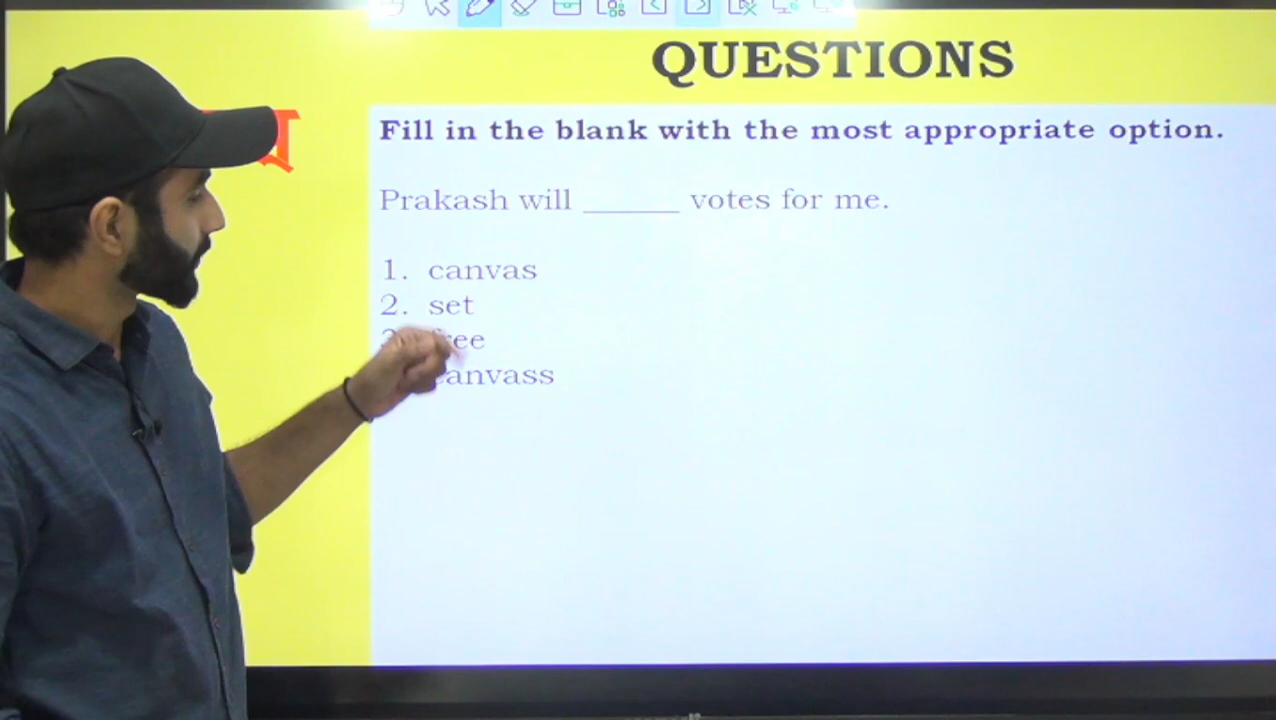 QUESTIONS
Fill in the blank with the most appropriate option.
Prakash will ______ votes for me.
1. canvas
2. set